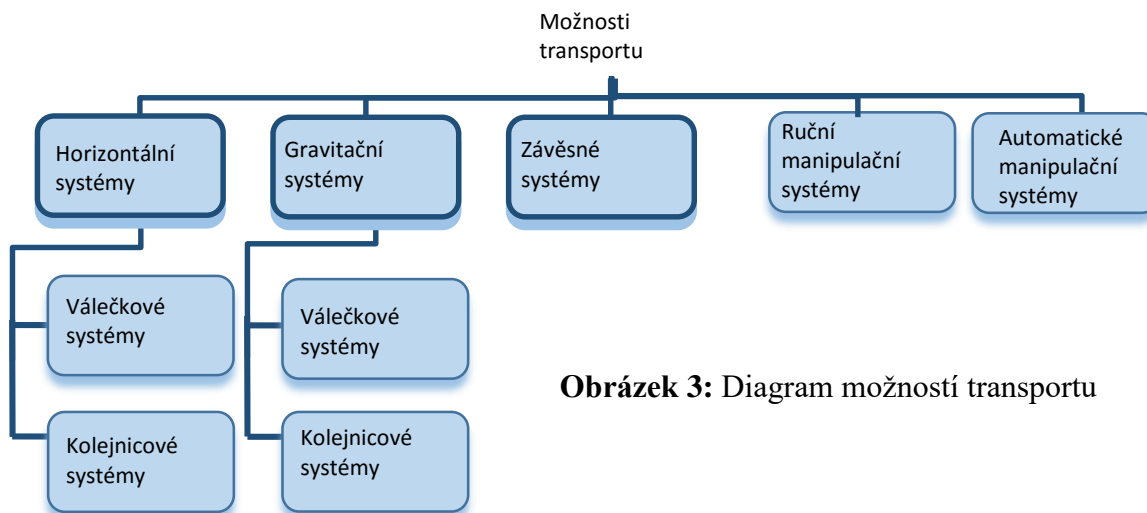 Možnosti
transportu
Horizontální
systémy
Gravitační
systémy
Závěsné
systémy
Ruční
manipulační
systémy
Automatické
manipulační
systémy
Válečkové
systémy
Válečkové
systémy
Kolejnicové
systémy
Kolejnicové
systémy
Obrázek 3: Diagram možností transportu